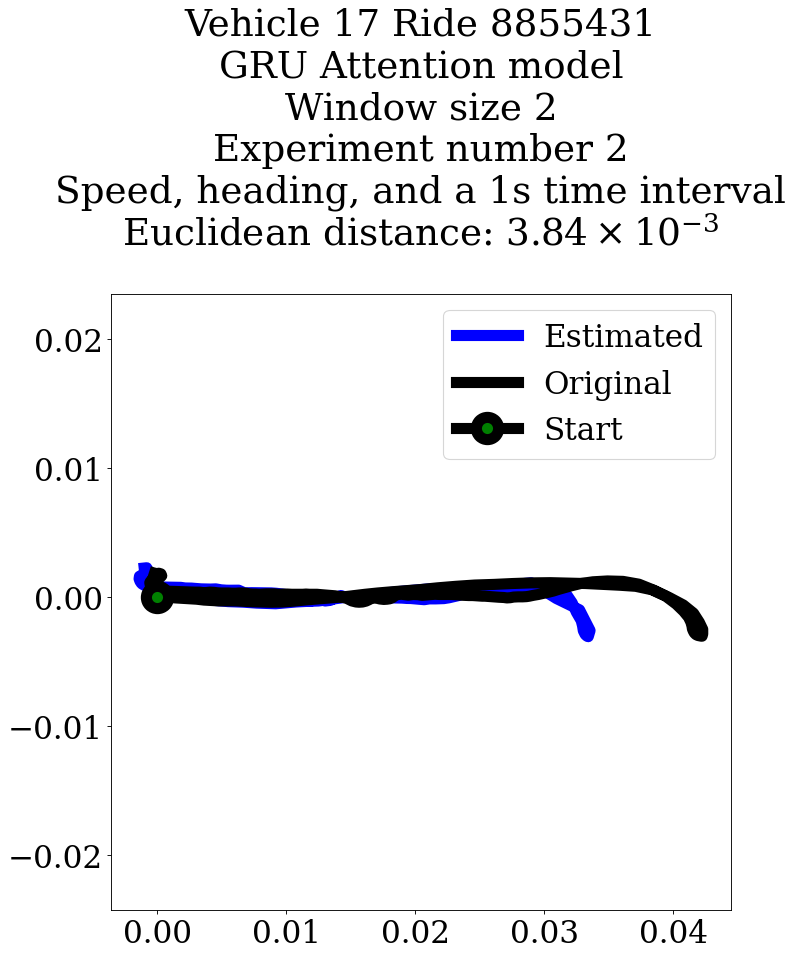 Vehicle 17 Ride 8855431
GRU Attention model
Window size 2
Experiment number 2
Speed, heading, and a 1s time interval
Euclidean distance: 3.84 × 10⁻³
Estimated
Original
Start
0.02
0.01
0.00
−0.01
−0.02
0.00 0.01 0.02 0.03 0.04